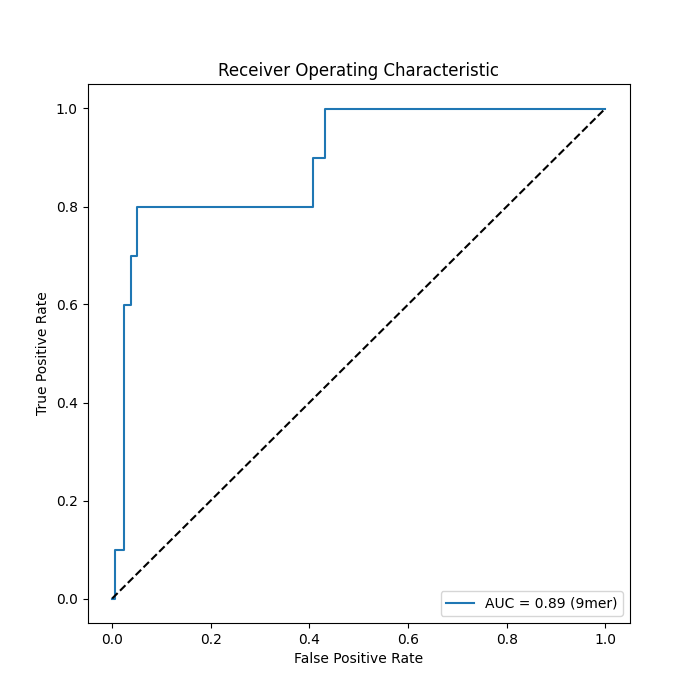 Receiver Operating Characteristic
True Positive Rate
1.0
0.8
0.6
0.4
0.2
0.0
AUC = 0.89 (9mer)
0.0 0.2 0.4 0.6 0.8 1.0
False Positive Rate